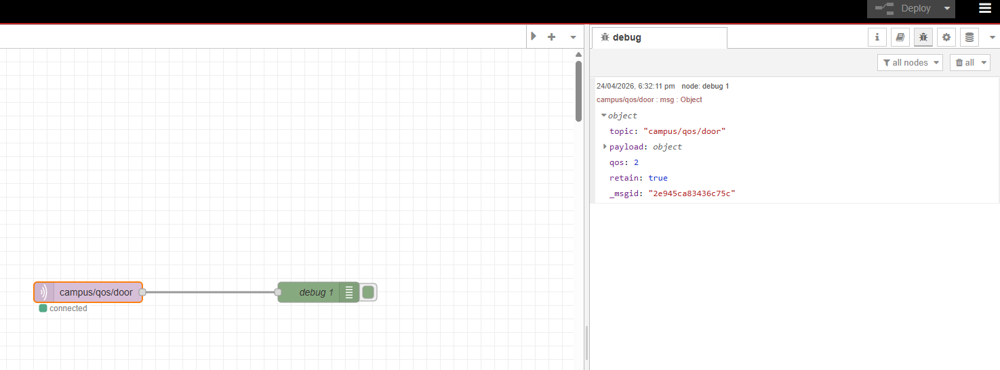 Deploy
debug
all nodes
all
24/04/2026, 6:32:11 pm node: debug 1
campus/qos/door : msg : Object
object
topic: "campus/qos/door"
payload: object
qos: 2
retain: true
_msgid: "2e945ca83436c75c"
campus/qos/door
debug 1
connected